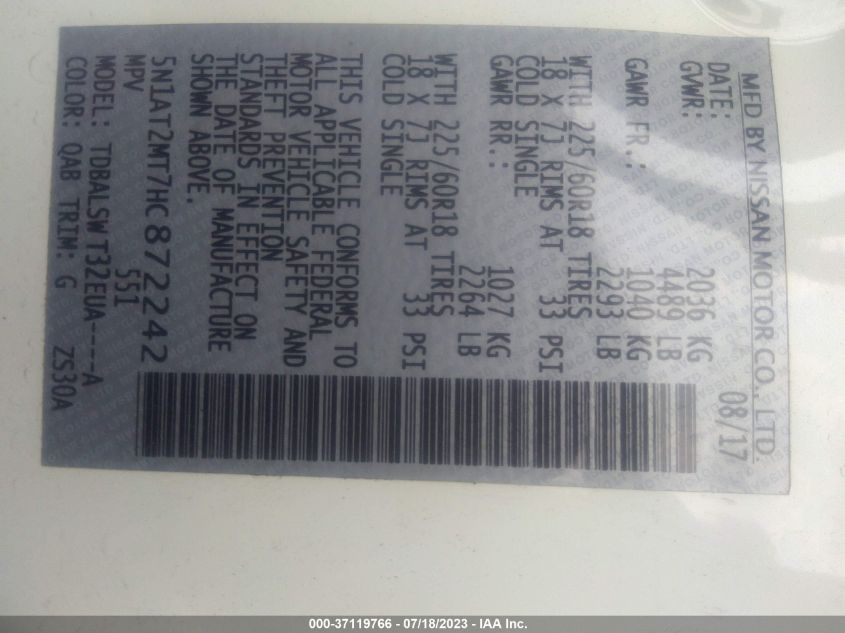 MFD BY NISSAN MOTOR CO., LTD.
DATE: 08/17
GVWR: 2036 KG
4489 LB
GAWR FR.: 1040 KG
2293 LB
WITH 225/60R18 TIRES
18 X 7J RIMS AT 33 PSI
COLD SINGLE
GAWR RR.: 1027 KG
2264 LB
WITH 225/60R18 TIRES
18 X 7J RIMS AT 33 PSI
COLD SINGLE
THIS VEHICLE CONFORMS TO
ALL APPLICABLE FEDERAL
MOTOR VEHICLE SAFETY AND
THEFT PREVENTION
STANDARDS IN EFFECT ON
THE DATE OF MANUFACTURE
SHOWN ABOVE.
5N1AT2MT7HC872242
MPV 551
MODEL: TDBALSWT32EUA----A
COLOR: QAB TRIM: G ZS30A
000-37119766 - 07/18/2023 - IAA Inc.